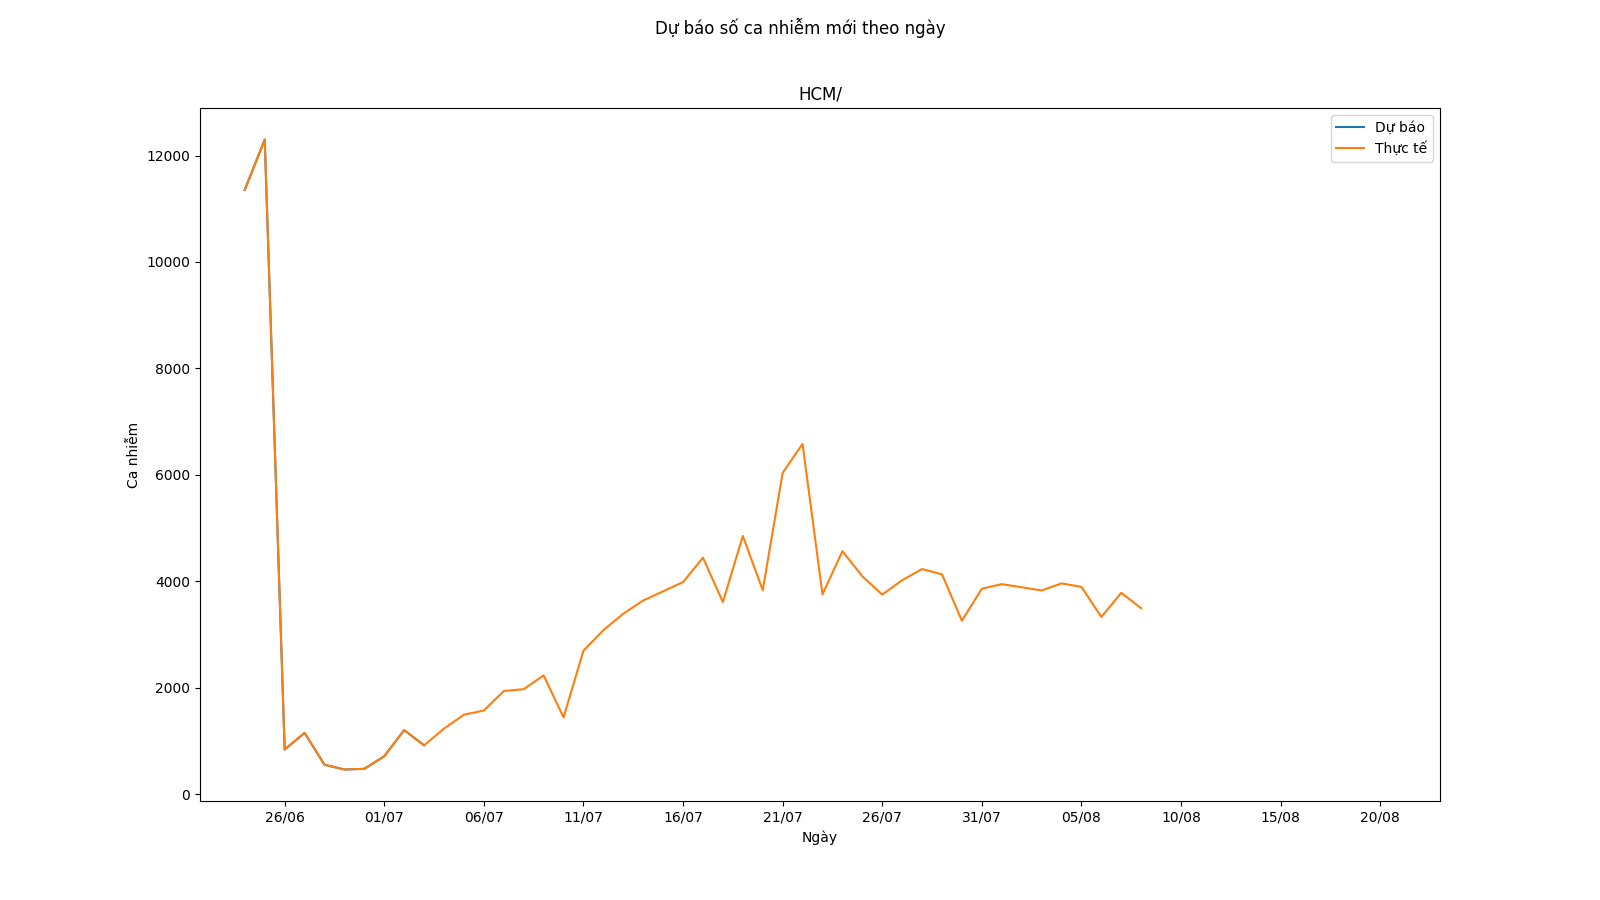 Dự báo số ca nhiễm mới theo ngày
HCM/
Dự báo
Thực tế
12000
10000
8000
6000
4000
2000
0
Ca nhiễm
26/06 01/07 06/07 11/07 16/07 21/07 26/07 31/07 05/08 10/08 15/08 20/08
Ngày